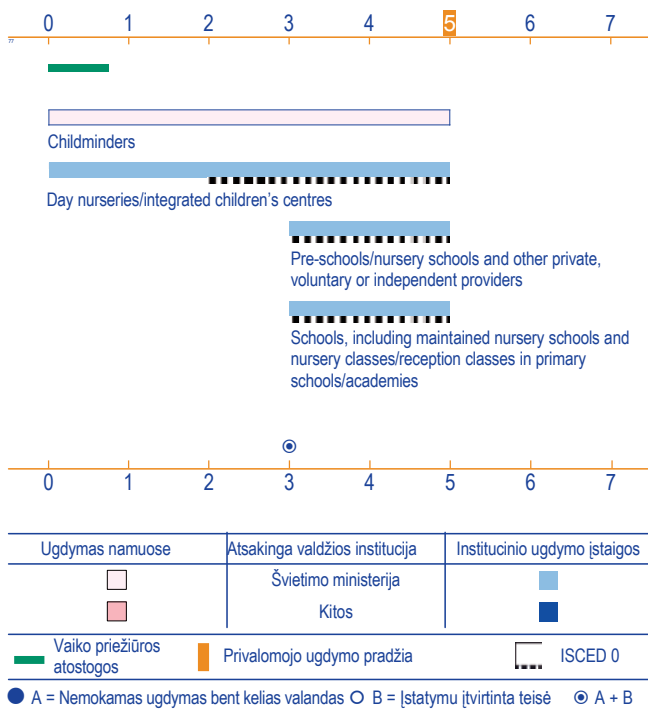 0 1 2 3 4 5 6 7
77
Childminders
Day nurseries/integrated children's centres
Pre-schools/nursery schools and other private,
voluntary or independent providers
Schools, including maintained nursery schools and
nursery classes/reception classes in primary
schools/academies
0 1 2 3 4 5 6 7
Ugdymas namuose Atsakinga valdžios institucija Institucinio ugdymo įstaigos
Švietimo ministerija
Kitos
Vaiko priežiūros
atostogos
Privalomojo ugdymo pradžia ISCED 0
A = Nemokamas ugdymas bent kelias valandas B = Įstatymų įtvirtinta teisė A + B